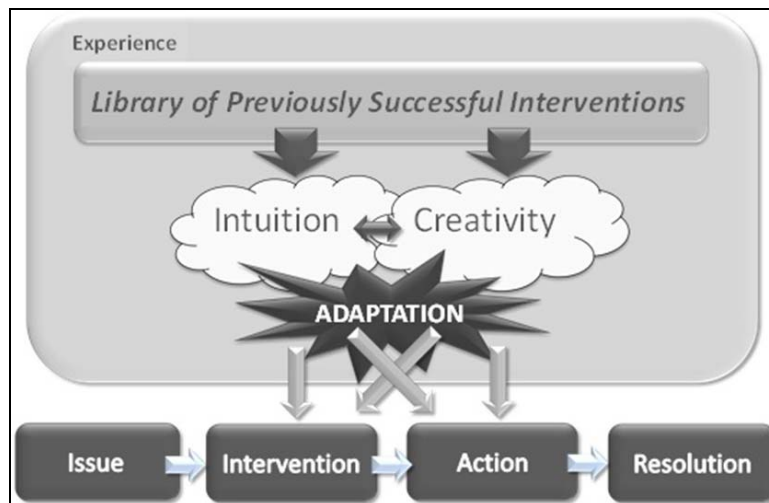 Experience
Library of Previously Successful Interventions
Intuition
Creativity
ADAPTATION
Issue
Intervention
Action
Resolution